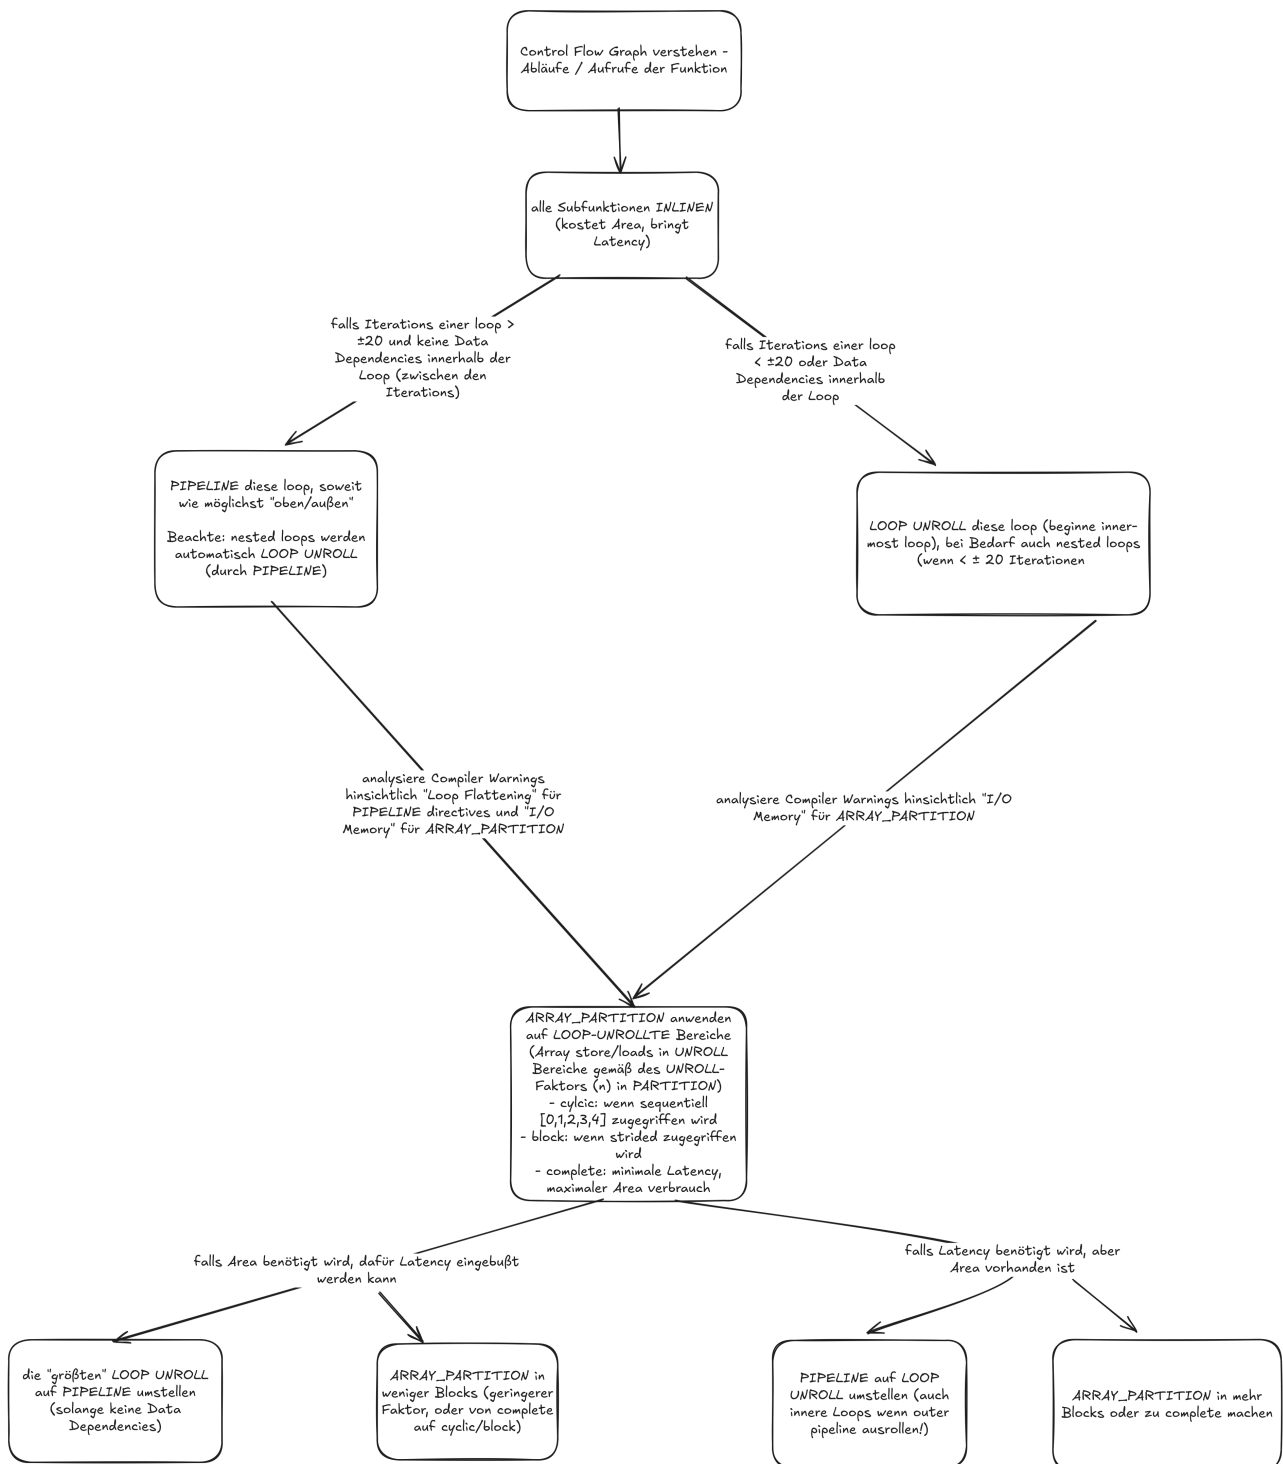 Control Flow Graph verstehen -
Abläufe / Aufrufe der Funktion
alle Subfunktionen INLINEN
(kostet Area, bringt
Latency)
falls Iterations einer loop >
±20 und keine Data
Dependencies innerhalb der
Loop (zwischen den
Iterations)
falls Iterations einer loop
< ±20 oder Data
Dependencies innerhalb
der Loop
PIPELINE diese loop, soweit
wie möglichst "oben/außen"
Beachte: nested loops werden
automatisch LOOP UNROLL
(durch PIPELINE)
LOOP UNROLL diese loop (beginne inner-
most loop), bei Bedarf auch nested loops
(wenn < ± 20 Iterationen
analysiere Compiler Warnings
hinsichtlich "Loop Flattening" für
PIPELINE directives und "I/O
Memory" für ARRAY_PARTITION
analysiere Compiler Warnings hinsichtlich "I/O
Memory" für ARRAY_PARTITION
ARRAY_PARTITION anwenden
auf LOOP-UNROLLTE Bereiche
(Array store/loads in UNROLL
Bereiche gemäß des UNROLL-
Faktors (n) in PARTITION)
- cylcic: wenn sequentiell
[0,1,2,3,4] zugegriffen wird
- block: wenn strided zugegriffen
wird
- complete: minimale Latency,
maximaler Area verbrauch
falls Area benötigt wird, dafür Latency eingebußt
werden kann
falls Latency benötigt wird, aber
Area vorhanden ist
die "größten" LOOP UNROLL
auf PIPELINE umstellen
(solange keine Data
Dependencies)
ARRAY_PARTITION in
weniger Blocks (geringerer
Faktor, oder von complete
auf cyclic/block)
PIPELINE auf LOOP
UNROLL umstellen (auch
innere Loops wenn outer
pipeline ausrollen!)
ARRAY_PARTITION in mehr
Blocks oder zu complete machen